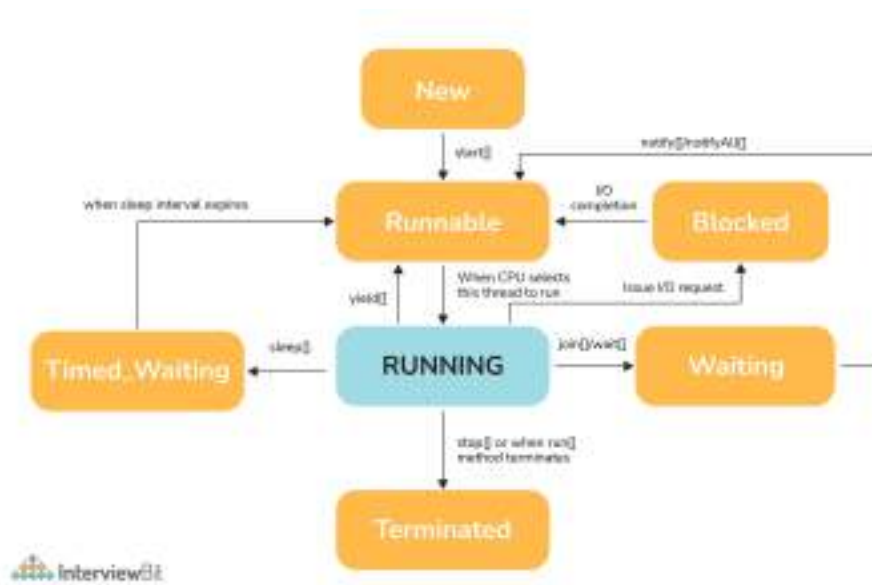 New
start()
notify()/notifyAll()
when sleep interval expires
Runnable
I/O
completion
Blocked
yield()
When CPU selects
this thread to run
Issue I/O request
Timed_Waiting
sleep()
RUNNING
join()/wait()
Waiting
stop() or when run()
method terminates
Terminated
InterviewBit